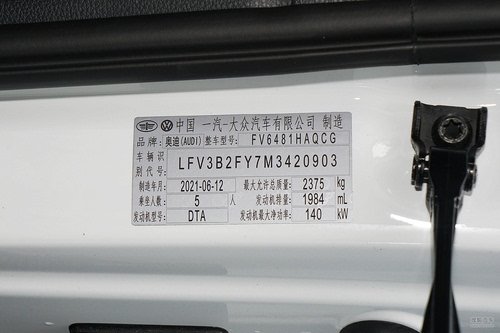 中国 一汽-大众汽车有限公司 制造
品牌: 奥迪(AUDI) 整车型号: FV6481HAQCG
车辆识别代号: LFV3B2FY7M3420903
制造年月: 2021-06-12 最大允许总质量: 2375 kg
乘坐人数: 5 人 发动机排量: 1984 mL
发动机型号: DTA 发动机最大净功率: 140 kW